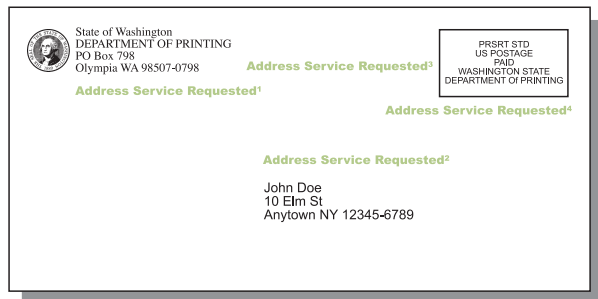 State of Washington
DEPARTMENT OF PRINTING
PO Box 798
Olympia WA 98507-0798
Address Service Requested¹
Address Service Requested³
PRSRT STD
US POSTAGE
PAID
WASHINGTON STATE
DEPARTMENT Of PRINTING
Address Service Requested⁴
Address Service Requested²
John Doe
10 Elm St
Anytown NY 12345-6789